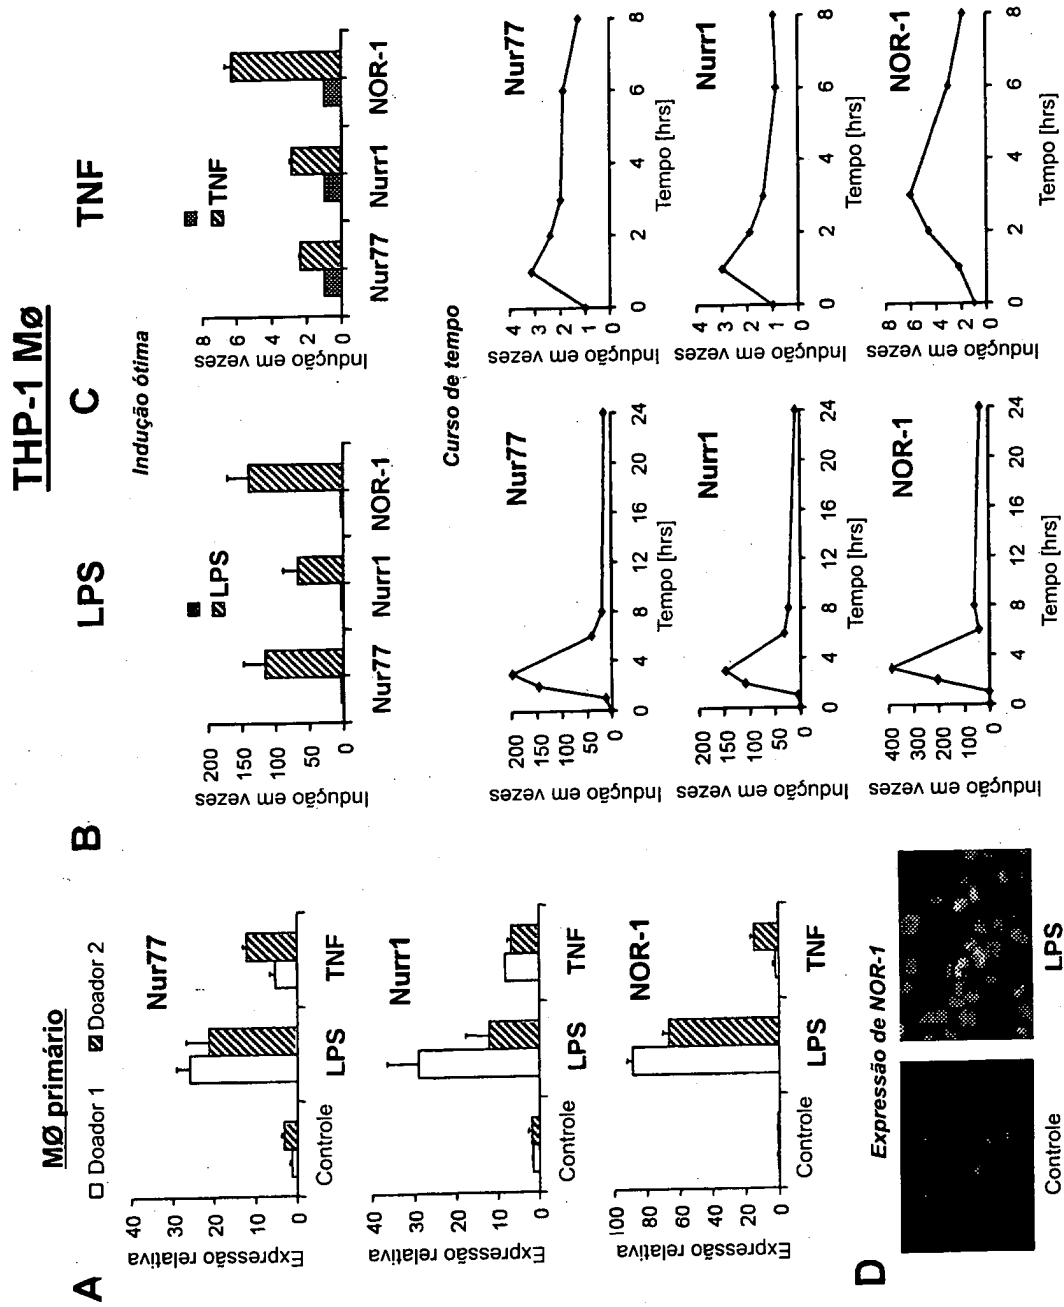 THP-1 MØ
MØ primário
A
B
LPS
C
TNF
Doador 1
Doador 2
Nur77
Expressão relativa
40
30
20
10
0
Controle
LPS
TNF
Nurr1
Expressão relativa
40
30
20
10
0
Controle
LPS
TNF
NOR-1
Expressão relativa
100
80
60
40
20
0
Controle
LPS
TNF
Indução ótima
Indução em vezes
200
150
100
50
0
LPS
Nur77
Nurr1
NOR-1
Indução em vezes
8
6
4
2
0
TNF
Nur77
Nurr1
NOR-1
Curso de tempo
Nur77
Indução em vezes
200
150
100
50
0
0 4 8 12 16 20 24
Tempo [hrs]
Nurr1
Indução em vezes
200
150
100
50
0
0 4 8 12 16 20 24
Tempo [hrs]
NOR-1
Indução em vezes
400
300
200
100
0
0 4 8 12 16 20 24
Tempo [hrs]
Nur77
Indução em vezes
4
3
2
1
0
0 2 4 6 8
Tempo [hrs]
Nurr1
Indução em vezes
4
3
2
1
0
0 2 4 6 8
Tempo [hrs]
NOR-1
Indução em vezes
8
6
4
2
0
0 2 4 6 8
Tempo [hrs]
D
Expressão de NOR-1
Controle
LPS